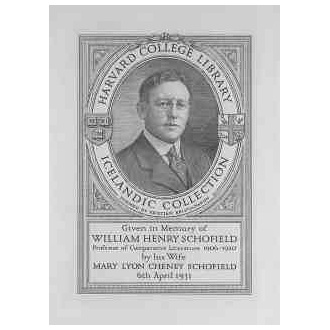 HARVARD COLLEGE LIBRARY
ICELANDIC COLLECTION
Given in Memory of
WILLIAM HENRY SCHOFIELD
Professor of Comparative Literature 1906-1920
by his Wife
MARY LYON CHENEY SCHOFIELD
6th April 1931